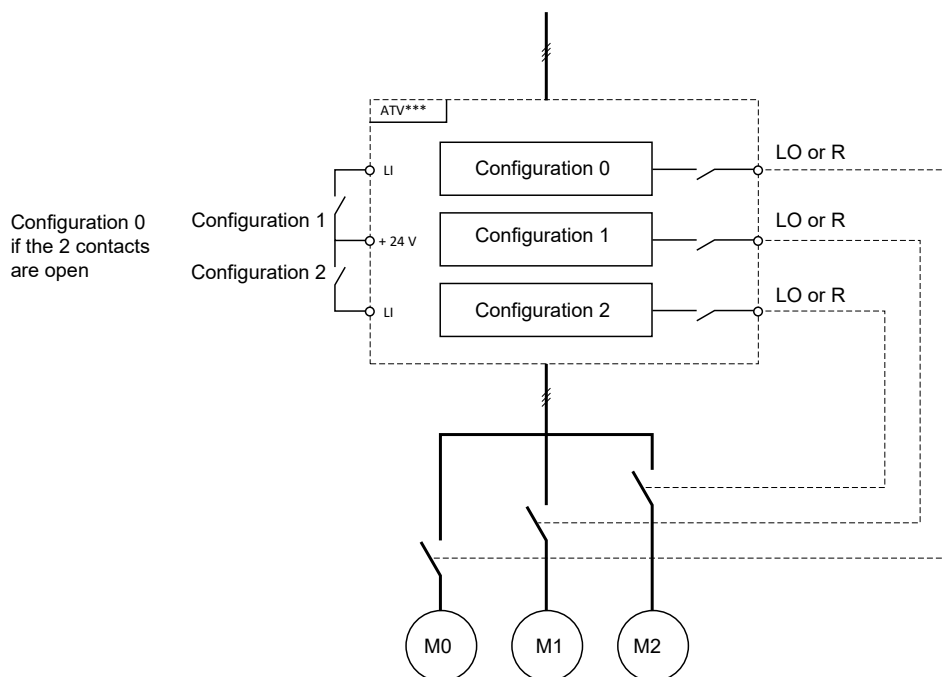 ATV***
Configuration 0
LO or R
LI
Configuration 0
if the 2 contacts
are open
Configuration 1
+ 24 V
Configuration 1
LO or R
Configuration 2
LI
Configuration 2
LO or R
M0
M1
M2